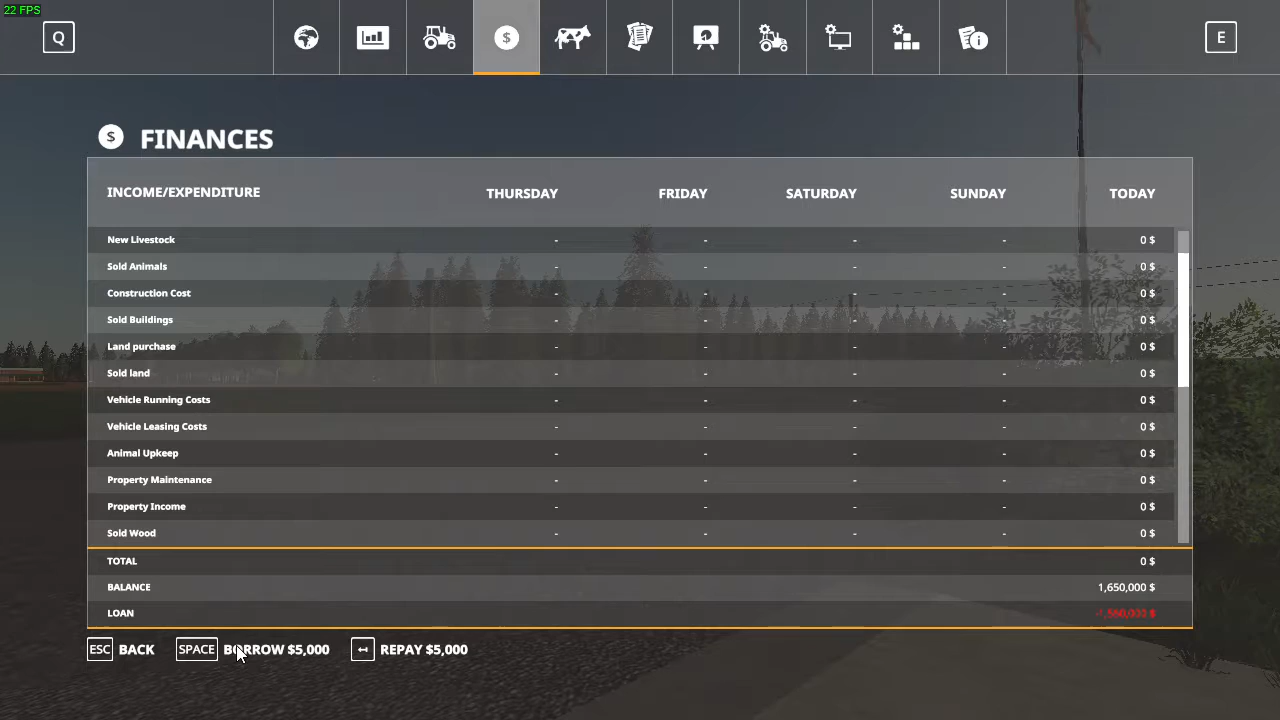 22 FPS
Q
E
$
$ FINANCES
INCOME/EXPENDITURE THURSDAY FRIDAY SATURDAY SUNDAY TODAY
New Livestock - - - - 0 $
Sold Animals - - - - 0 $
Construction Cost - - - - 0 $
Sold Buildings - - - - 0 $
Land purchase - - - - 0 $
Sold land - - - - 0 $
Vehicle Running Costs - - - - 0 $
Vehicle Leasing Costs - - - - 0 $
Animal Upkeep - - - - 0 $
Property Maintenance - - - - 0 $
Property Income - - - - 0 $
Sold Wood - - - - 0 $
TOTAL 0 $
BALANCE 1,650,000 $
LOAN
ESC BACK SPACE BORROW $5,000 ↔ REPAY $5,000